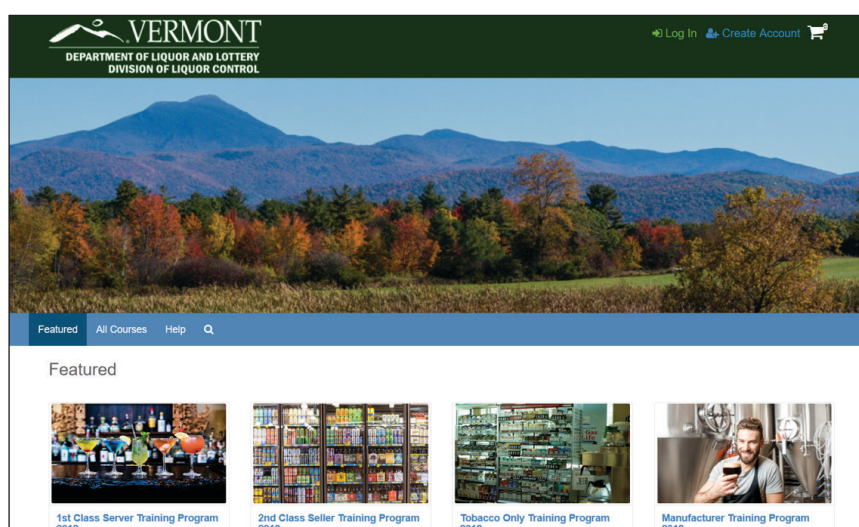 VERMONT
DEPARTMENT OF LIQUOR AND LOTTERY
DIVISION OF LIQUOR CONTROL
Log In Create Account 0
Featured All Courses Help
Featured
1st Class Server Training Program
2nd Class Seller Training Program
Tobacco Only Training Program
Manufacturer Training Program